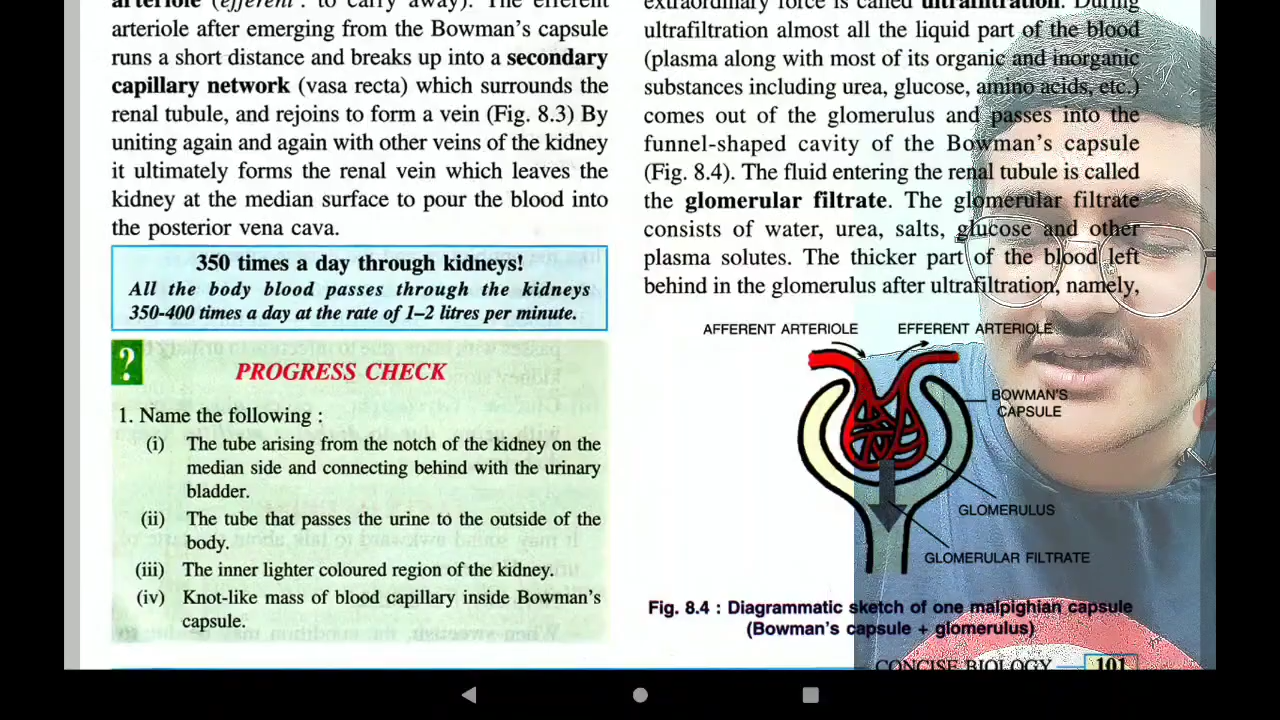 arteriole (efferent : to carry away). The efferent
arteriole after emerging from the Bowman's capsule
runs a short distance and breaks up into a secondary
capillary network (vasa recta) which surrounds the
renal tubule, and rejoins to form a vein (Fig. 8.3) By
uniting again and again with other veins of the kidney
it ultimately forms the renal vein which leaves the
kidney at the median surface to pour the blood into
the posterior vena cava.
350 times a day through kidneys!
All the body blood passes through the kidneys
350-400 times a day at the rate of 1–2 litres per minute.
?
PROGRESS CHECK
1. Name the following :
(i) The tube arising from the notch of the kidney on the
median side and connecting behind with the urinary
bladder.
(ii) The tube that passes the urine to the outside of the
body.
(iii) The inner lighter coloured region of the kidney.
(iv) Knot-like mass of blood capillary inside Bowman's
capsule.
extraordinary force is called ultrafiltration. During
ultrafiltration almost all the liquid part of the blood
(plasma along with most of its organic and inorganic
substances including urea, glucose, amino acids, etc.)
comes out of the glomerulus and passes into the
funnel-shaped cavity of the Bowman's capsule
(Fig. 8.4). The fluid entering the renal tubule is called
the glomerular filtrate. The glomerular filtrate
consists of water, urea, salts, glucose and other
plasma solutes. The thicker part of the blood left
behind in the glomerulus after ultrafiltration, namely,
AFFERENT ARTERIOLE
EFFERENT ARTERIOLE
BOWMAN'S
CAPSULE
GLOMERULUS
GLOMERULAR FILTRATE
Fig. 8.4 : Diagrammatic sketch of one malpighian capsule
(Bowman's capsule + glomerulus)
CONCISE BIOLOGY 101